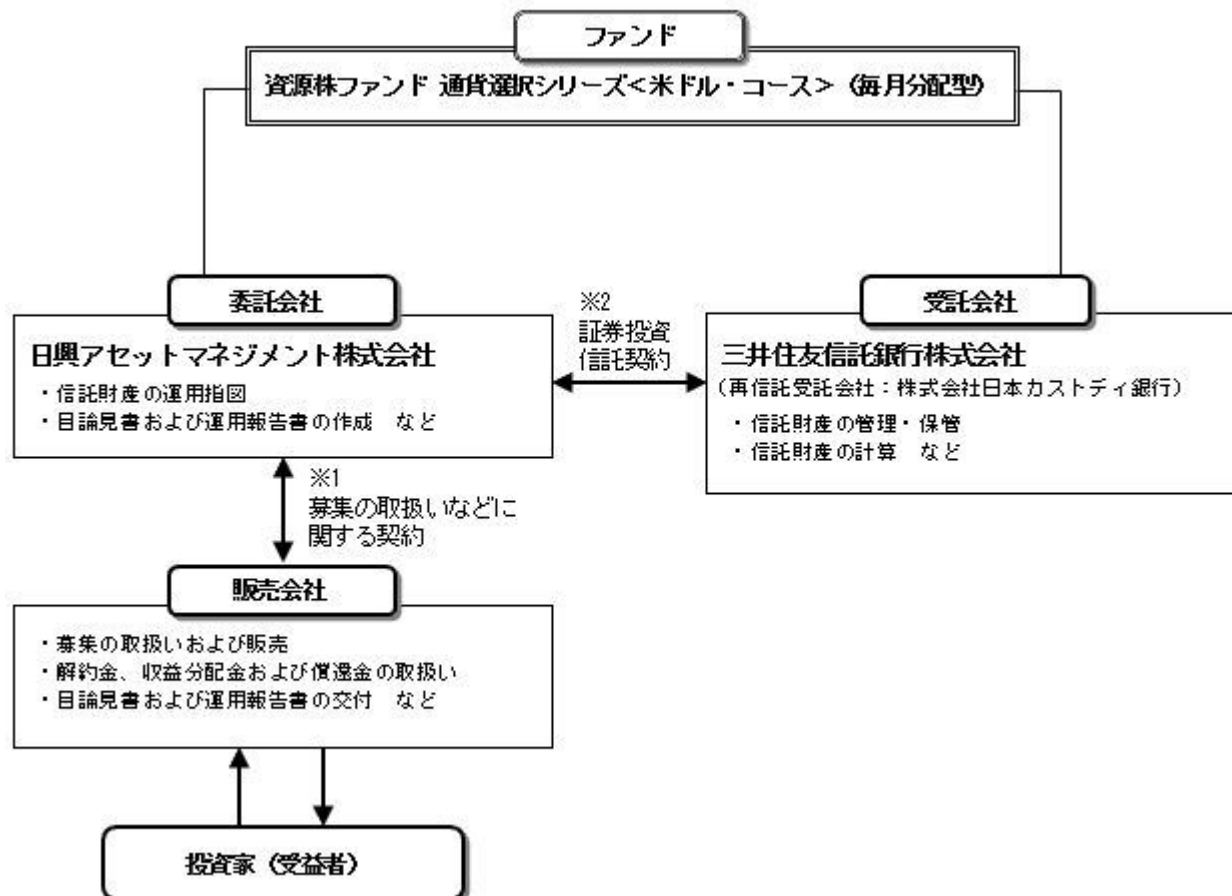 ファンド
資源株ファンド 通貨選択シリーズ<米ドル・コース>(毎月分配型)
委託会社
日興アセットマネジメント株式会社
・信託財産の運用指図
・目論見書および運用報告書の作成 など
※2
証券投資
信託契約
受託会社
三井住友信託銀行株式会社
(再信託受託会社:株式会社日本カストディ銀行)
・信託財産の管理・保管
・信託財産の計算 など
※1
募集の取扱いなどに
関する契約
販売会社
・募集の取扱いおよび販売
・解約金、収益分配金および償還金の取扱い
・目論見書および運用報告書の交付 など
投資家(受益者)